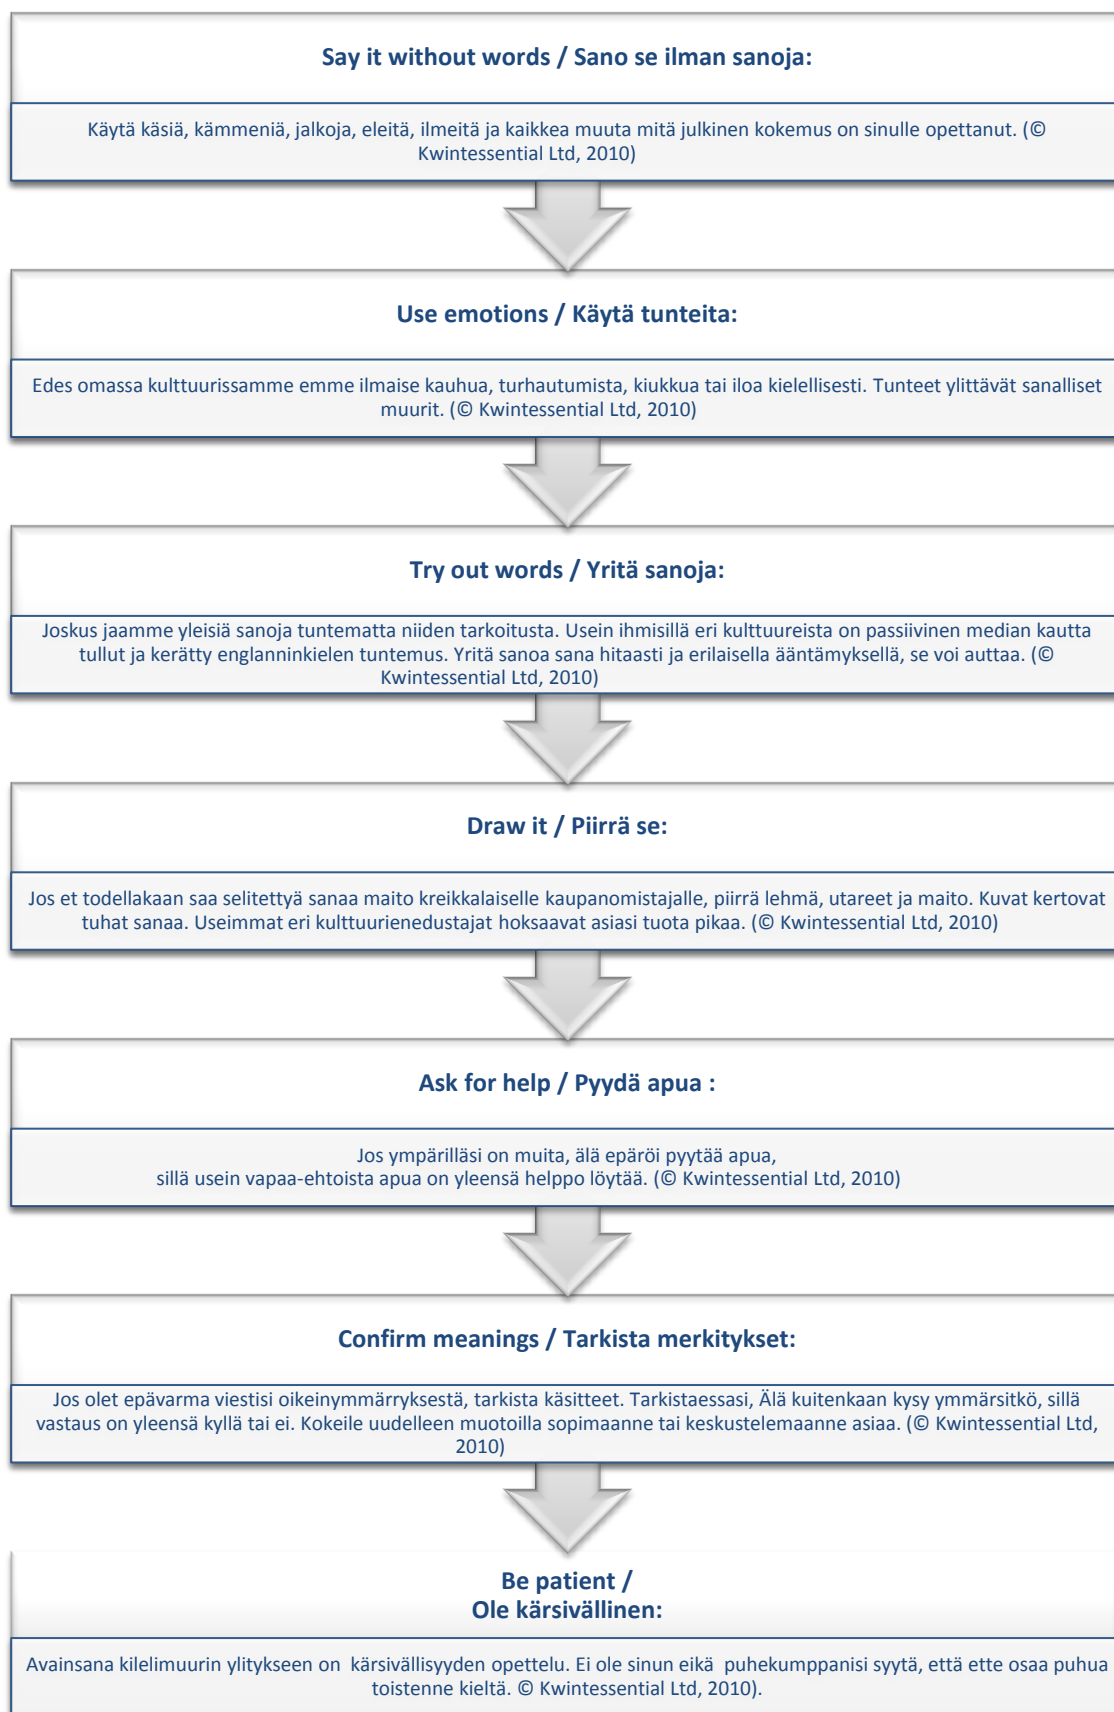 Say it without words / Sano se ilman sanoja:
Käytä käsiä, kämmeniä, jalkoja, eleitä, ilmeitä ja kaikkea muuta mitä julkinen kokemus on sinulle opettanut. (©
Kwintessential Ltd, 2010)
Use emotions / Käytä tunteita:
Edes omassa kulttuurissamme emme ilmaise kauhua, turhautumista, kiukkua tai iloa kielellisesti. Tunteet ylittävät sanalliset
muurit. (© Kwintessential Ltd, 2010)
Try out words / Yritä sanoja:
Joskus jaamme yleisiä sanoja tuntematta niiden tarkoitusta. Usein ihmisillä eri kulttuureista on passiivinen median kautta
tullut ja kerätty englanninkielen tuntemus. Yritä sanoa sana hitaasti ja erilaisella ääntämyksellä, se voi auttaa. (©
Kwintessential Ltd, 2010)
Draw it / Piirrä se:
Jos et todellakaan saa selitettyä sanaa maito kreikkalaiselle kaupanomistajalle, piirrä lehmä, utareet ja maito. Kuvat kertovat
tuhat sanaa. Useimmat eri kulttuurienedustajat hoksaavat asiasi tuota pikaa. (© Kwintessential Ltd, 2010)
Ask for help / Pyydä apua :
Jos ympärilläsi on muita, älä epäröi pyytää apua,
sillä usein vapaa-ehtoista apua on yleensä helppo löytää. (© Kwintessential Ltd, 2010)
Confirm meanings / Tarkista merkitykset:
Jos olet epävarma viestisi oikeinymmärryksestä, tarkista käsitteet. Tarkistaessasi, Älä kuitenkaan kysy ymmärsitkö, sillä
vastaus on yleensä kyllä tai ei. Kokeile uudelleen muotoilla sopimaanne tai keskustelemaanne asiaa. (© Kwintessential Ltd,
2010)
Be patient /
Ole kärsivällinen:
Avainsana kilelimuurin ylitykseen on  kärsivällisyyden opettelu. Ei ole sinun eikä  puhekumppanisi syytä, että ette osaa puhua
toistenne kieltä. © Kwintessential Ltd, 2010).